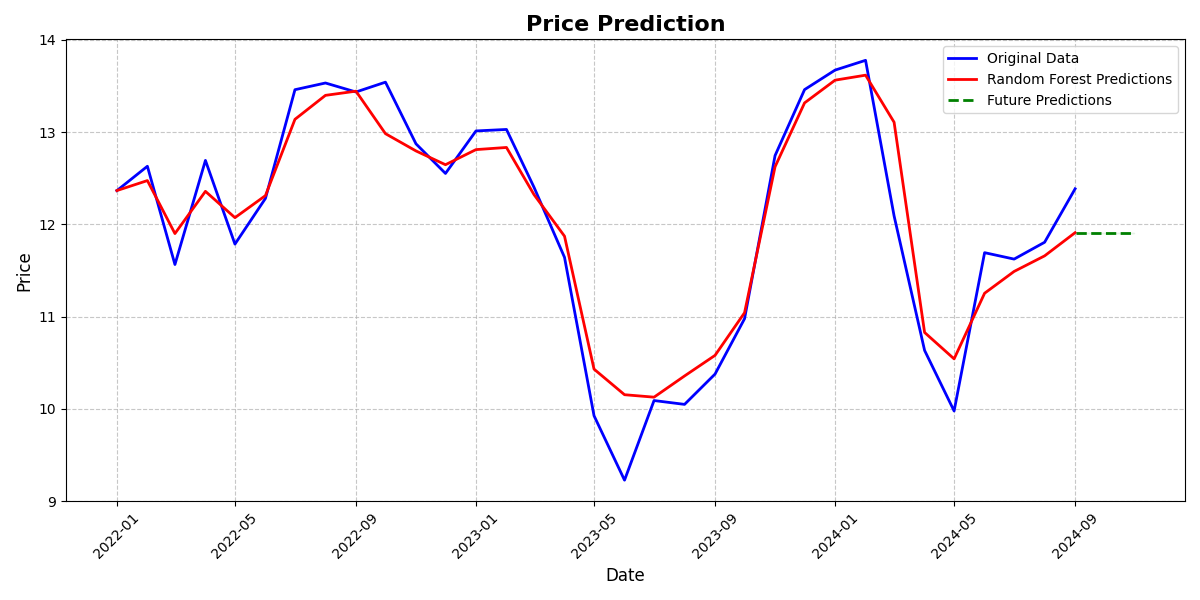 Price Prediction
Original Data
Random Forest Predictions
Future Predictions
Price
14
13
12
11
10
9
2022-01
2022-05
2022-09
2023-01
2023-05
2023-09
2024-01
2024-05
2024-09
Date